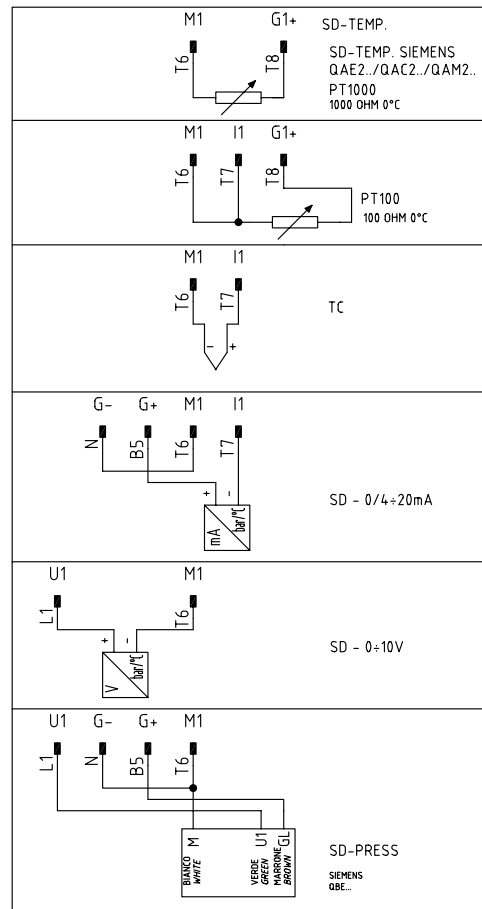 M1 G1+ SD-TEMP.
T6 T8
SD-TEMP. SIEMENS
QAE2../QAC2../QAM2..
PT1000
1000 OHM 0°C
M1 I1 G1+
T6 T7 T8
PT100
100 OHM 0°C
M1 I1
T6 T7
TC
- +
G- G+ M1 I1
N B5 T6 T7
+ -
mA bar/°C
SD - 0/4÷20mA
U1 M1
L1 T6
+ -
V bar/°C
SD - 0÷10V
U1 G- G+ M1
L1 N B5 T6
M U1 GL
BIANCO VERDE MARRONE
WHITE GREEN BROWN
SD-PRESS
SIEMENS
QBE...